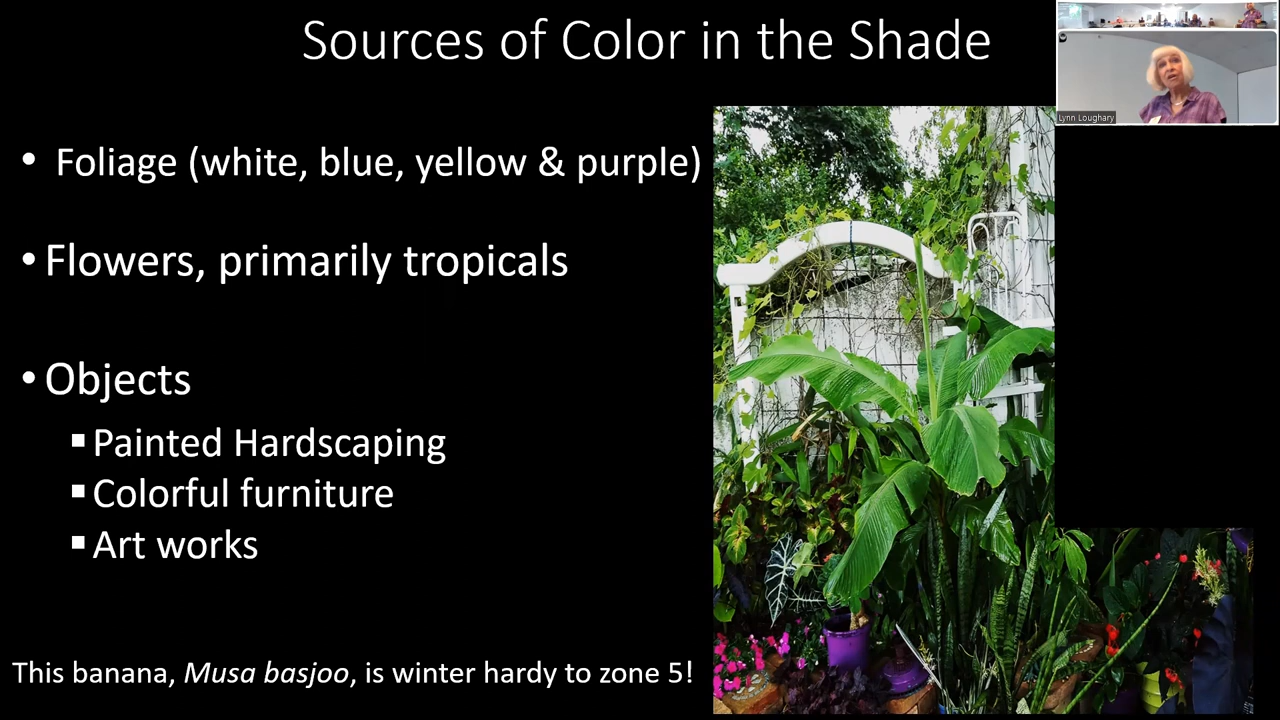 Sources of Color in the Shade
Lynn Loughary
• Foliage (white, blue, yellow & purple)
• Flowers, primarily tropicals
• Objects
▪ Painted Hardscaping
▪ Colorful furniture
▪ Art works
This banana, Musa basjoo, is winter hardy to zone 5!